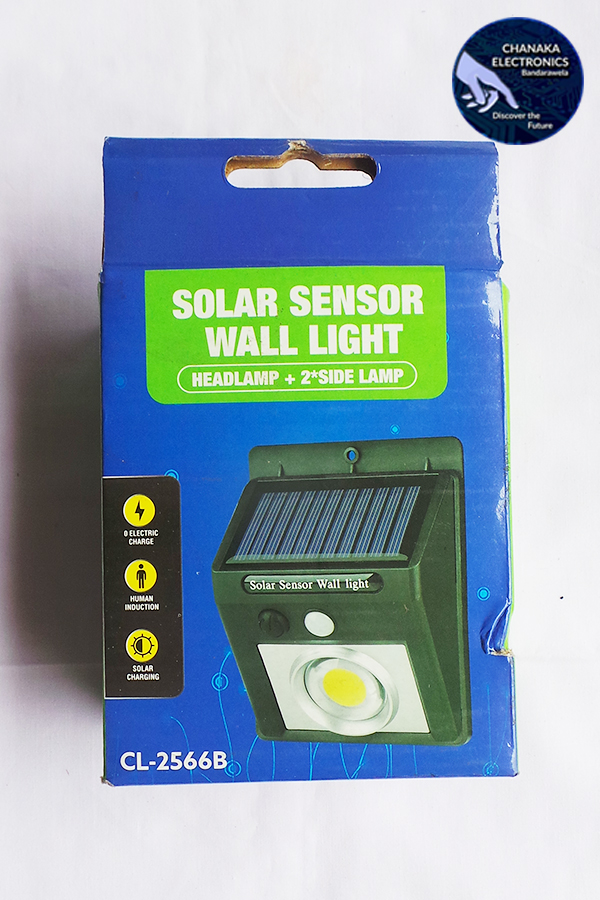 CHANAKA
ELECTRONICS
Bandarawela
Discover the
Future
SOLAR SENSOR
WALL LIGHT
HEADLAMP + 2*SIDE LAMP
0 ELECTRIC
CHARGE
HUMAN
INDUCTION
SOLAR
CHARGING
Solar Sensor Wall light
CL-2566B